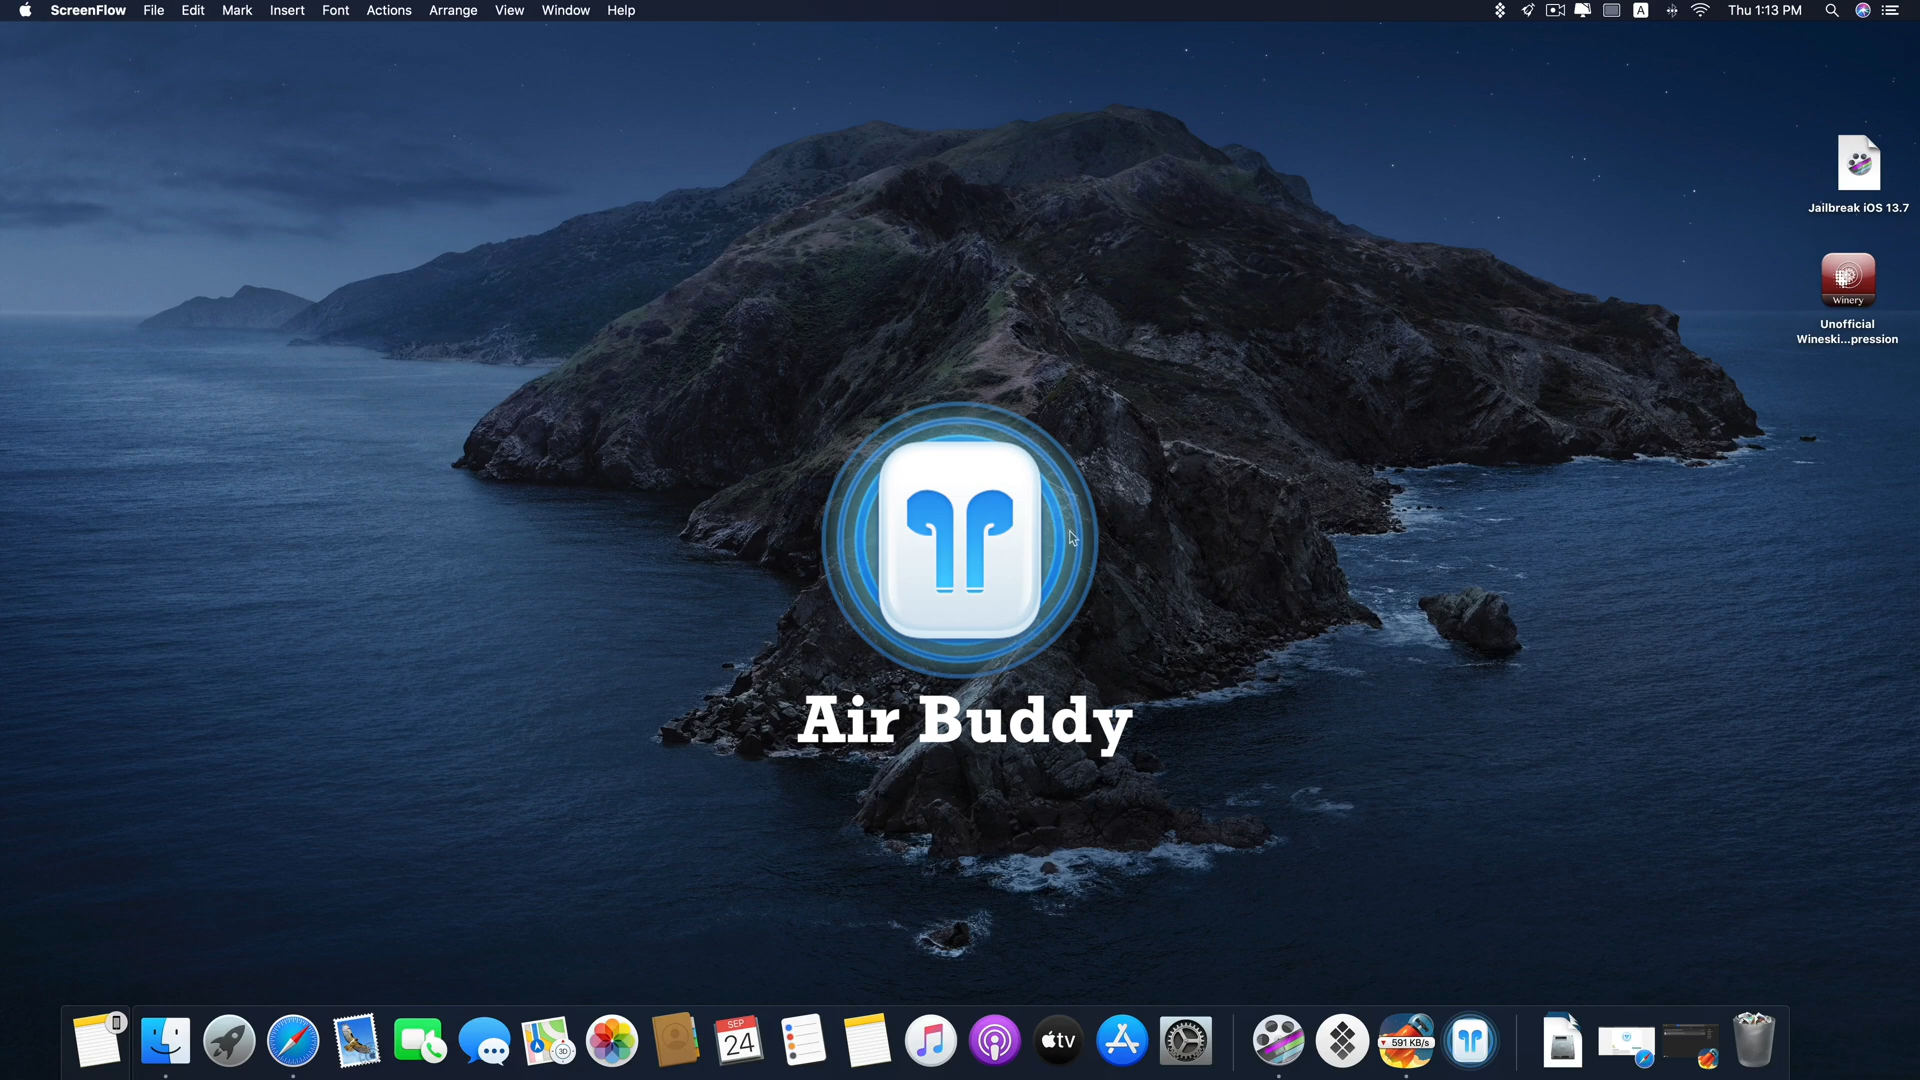 ScreenFlow File Edit Mark Insert Font Actions Arrange View Window Help
A Thu 1:13 PM
Jailbreak iOS 13.7
Winery
Unofficial
Wineski...pression
Air Buddy
3D
SEP
24
tv
591 KB/s